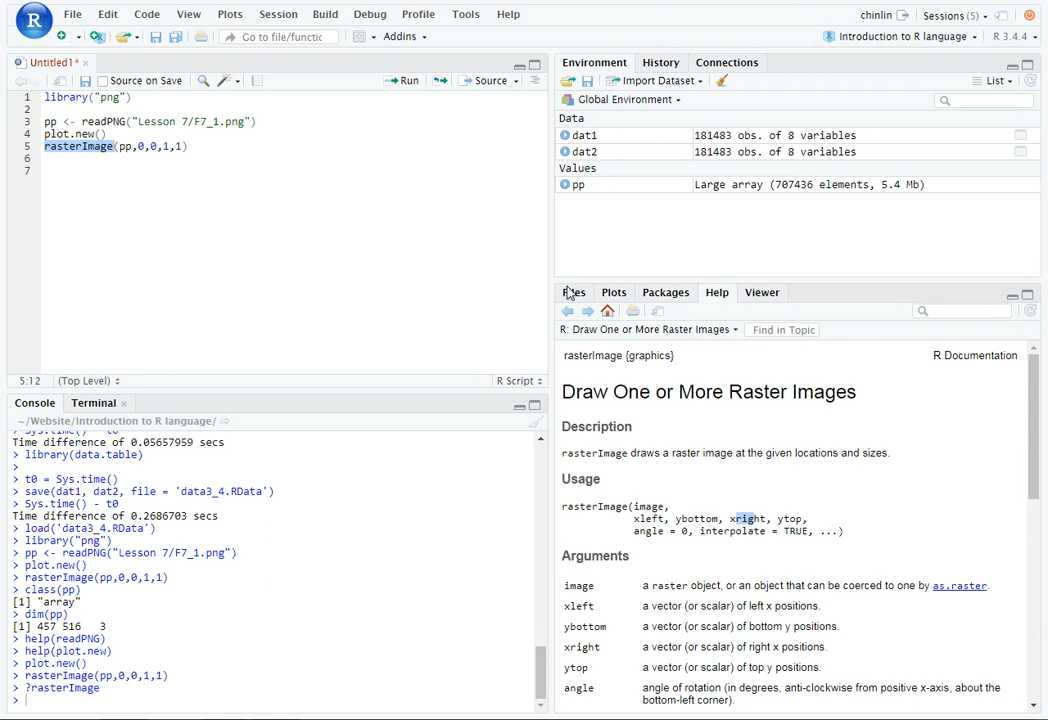 File Edit Code View Plots Session Build Debug Profile Tools Help
chinlin Sessions (5)
Go to file/functic Addins
Introduction to R language R 3.4.4
Untitled1*
Source on Save Run Source
1 library("png")
2
3 pp <- readPNG("Lesson 7/F7_1.png")
4 plot.new()
5 rasterImage(pp,0,0,1,1)
6
7
5:12 (Top Level) R Script
Console Terminal
~/Website/Introduction to R language/
> Sys.time() - t0
Time difference of 0.05657959 secs
> library(data.table)
>
> t0 = Sys.time()
> save(dat1, dat2, file = 'data3_4.RData')
> Sys.time() - t0
Time difference of 0.2686703 secs
> load('data3_4.RData')
> library("png")
> pp <- readPNG("Lesson 7/F7_1.png")
> plot.new()
> rasterImage(pp,0,0,1,1)
> class(pp)
[1] "array"
> dim(pp)
[1] 457 516   3
> help(readPNG)
> help(plot.new)
> plot.new()
> rasterImage(pp,0,0,1,1)
> ?rasterImage
>
Environment History Connections
Import Dataset List
Global Environment
Data
dat1 181483 obs. of 8 variables
dat2 181483 obs. of 8 variables
Values
pp Large array (707436 elements, 5.4 Mb)
Files Plots Packages Help Viewer
R: Draw One or More Raster Images Find in Topic
rasterImage {graphics} R Documentation
Draw One or More Raster Images
Description
rasterImage draws a raster image at the given locations and sizes.
Usage
rasterImage(image,
xleft, ybottom, xright, ytop,
angle = 0, interpolate = TRUE, ...)
Arguments
image a raster object, or an object that can be coerced to one by as.raster.
xleft a vector (or scalar) of left x positions.
ybottom a vector (or scalar) of bottom y positions.
xright a vector (or scalar) of right x positions.
ytop a vector (or scalar) of top y positions.
angle angle of rotation (in degrees, anti-clockwise from positive x-axis, about the
bottom-left corner).